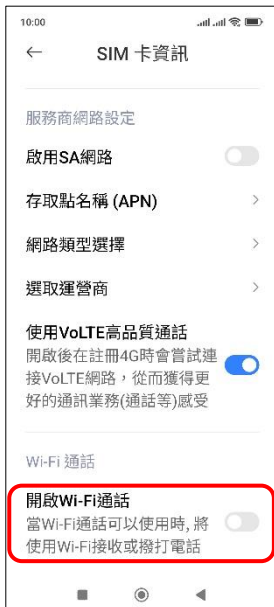 10:00
SIM 卡資訊
服務商網路設定
啟用SA網路
存取點名稱 (APN)
網路類型選擇
選取運營商
使用VoLTE高品質通話
開啟後在註冊4G時會嘗試連
接VoLTE網路，從而獲得更
好的通訊業務(通話等)感受
Wi-Fi 通話
開啟Wi-Fi通話
當Wi-Fi通話可以使用時, 將
使用Wi-Fi接收或撥打電話